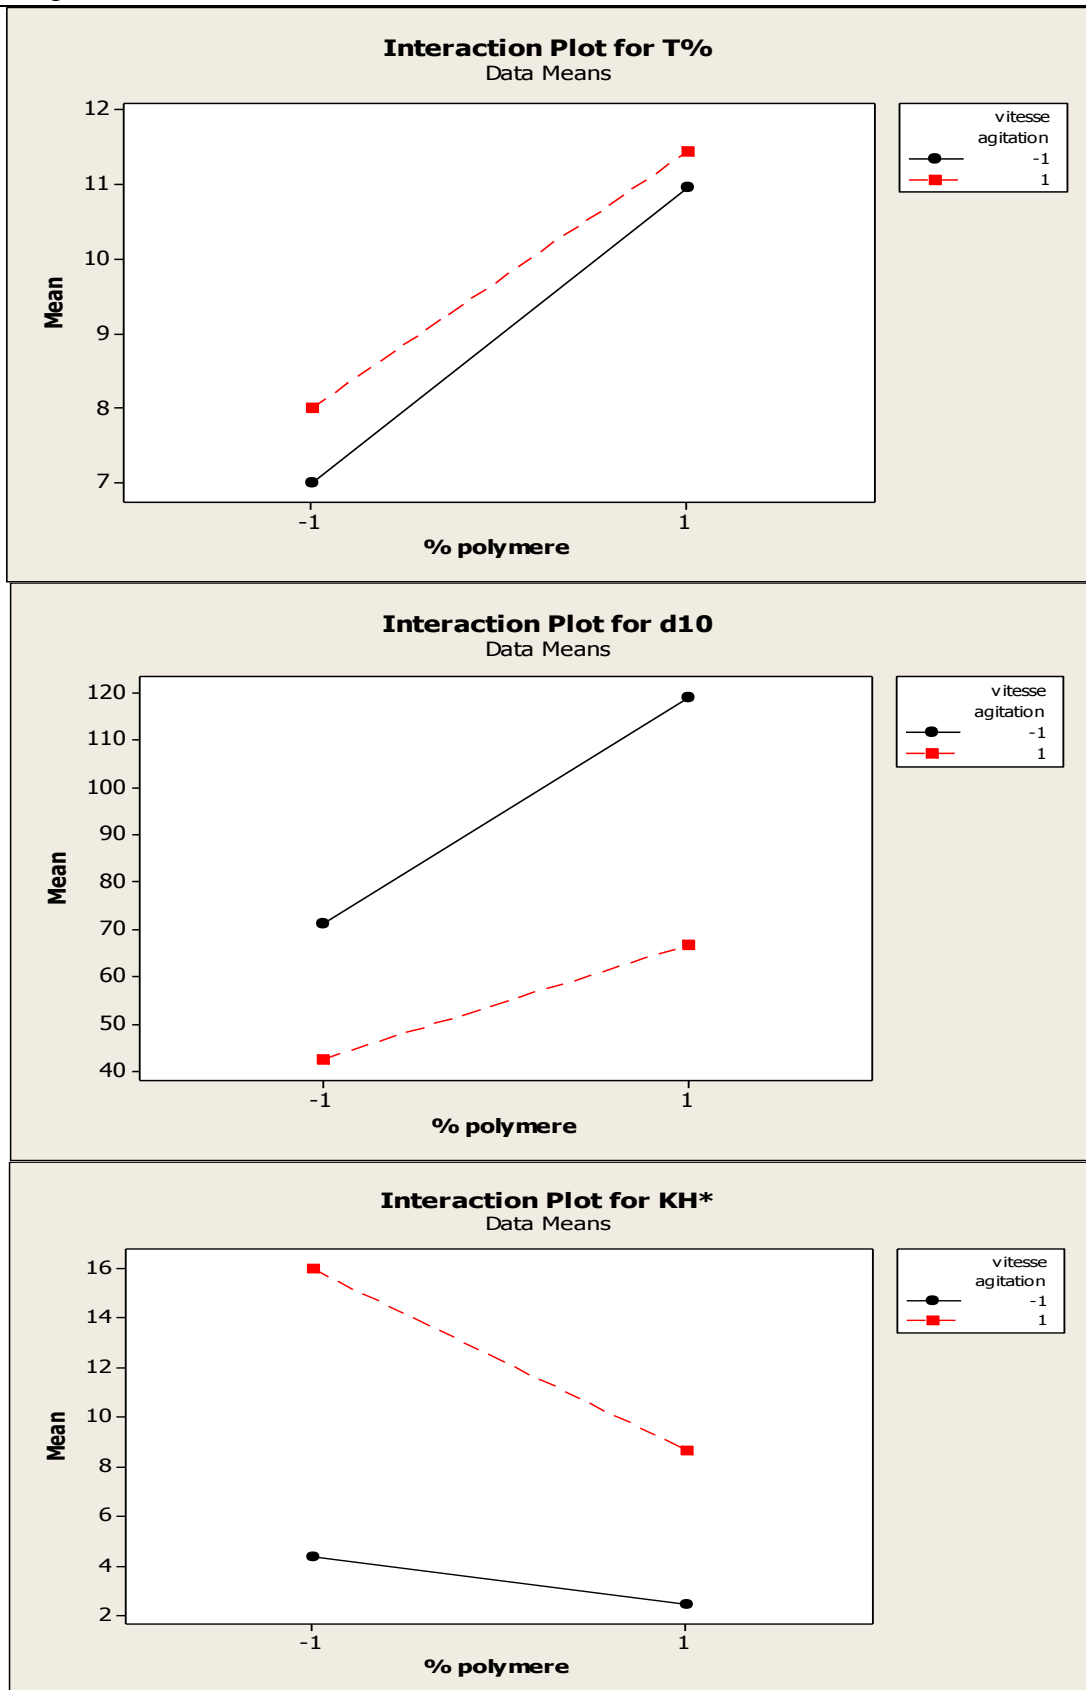 Interaction Plot for T%
Data Means
12
11
10
9
8
7
Mean
-1
1
% polymere
vitesse
agitation
-1
1
Interaction Plot for d10
Data Means
120
110
100
90
80
70
60
50
40
Mean
-1
1
% polymere
vitesse
agitation
-1
1
Interaction Plot for KH*
Data Means
16
14
12
10
8
6
4
2
Mean
-1
1
% polymere
vitesse
agitation
-1
1